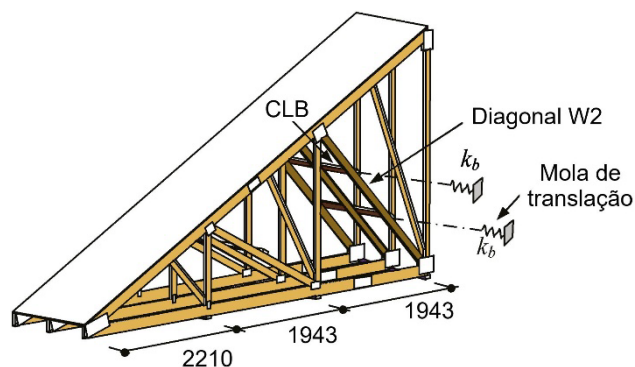 CLB
Diagonal W2
k_b
Mola de
translação
k_b
2210
1943
1943